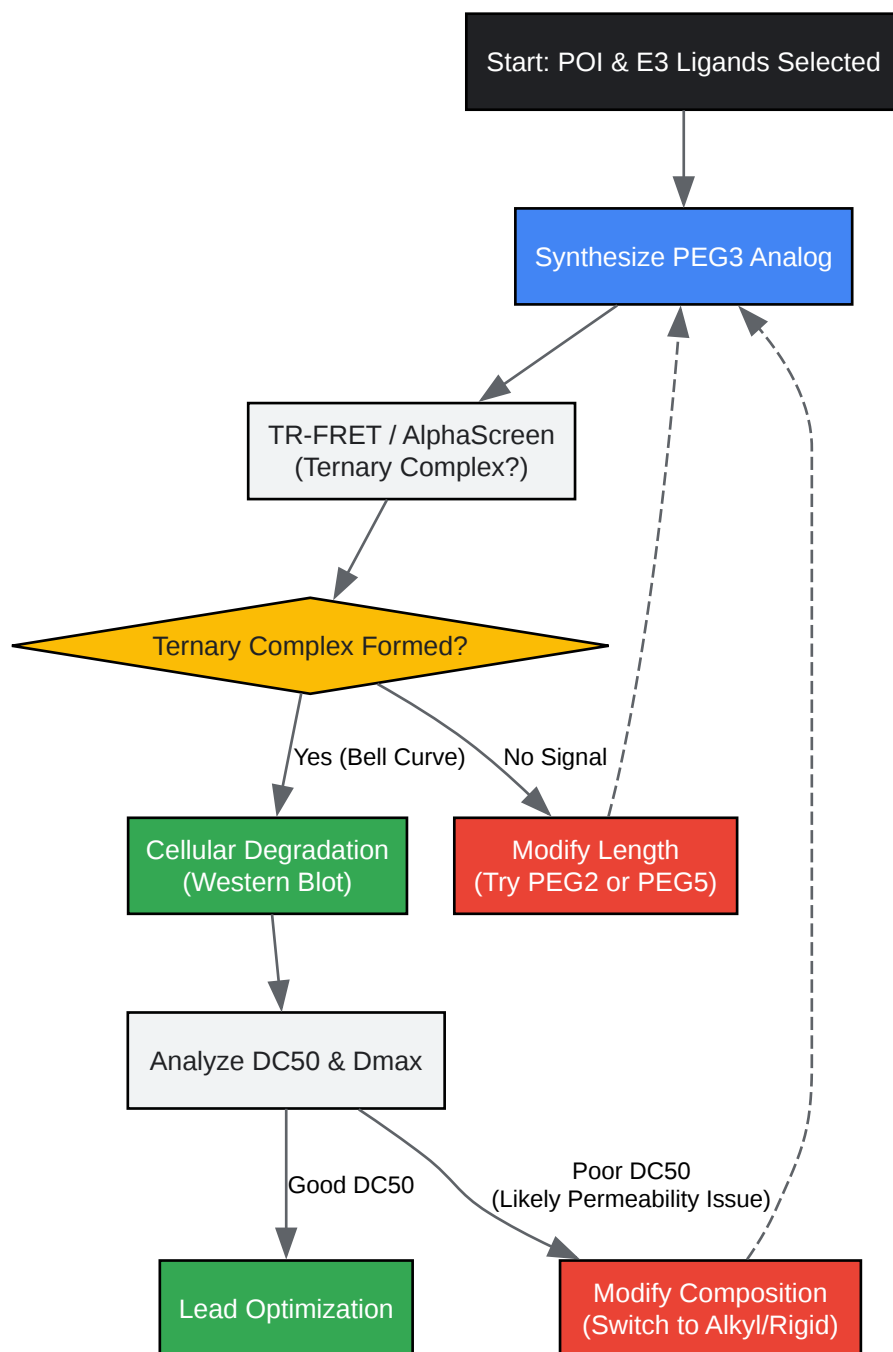 Start: POI & E3 Ligands Selected
Synthesize PEG3 Analog
TR-FRET / AlphaScreen
(Ternary Complex?)
Ternary Complex Formed?
Yes (Bell Curve)
No Signal
Cellular Degradation
(Western Blot)
Modify Length
(Try PEG2 or PEG5)
Analyze DC50 & Dmax
Good DC50
Poor DC50
(Likely Permeability Issue)
Lead Optimization
Modify Composition
(Switch to Alkyl/Rigid)